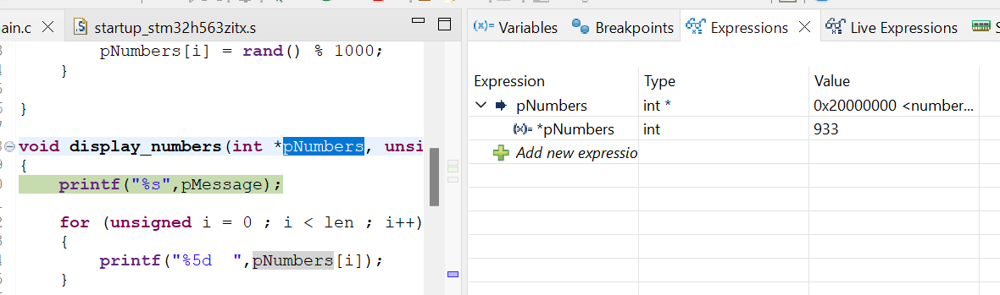 ain.c
startup_stm32h563zitx.s
pNumbers[i] = rand() % 1000;
}
}
void display_numbers(int *pNumbers, unsi
{
printf("%s",pMessage);
for (unsigned i = 0 ; i < len ; i++)
{
printf("%5d  ",pNumbers[i]);
}
(x)= Variables
Breakpoints
Expressions
Live Expressions
S
Expression Type Value
pNumbers int * 0x20000000 <number...
(x)= *pNumbers int 933
Add new expressio